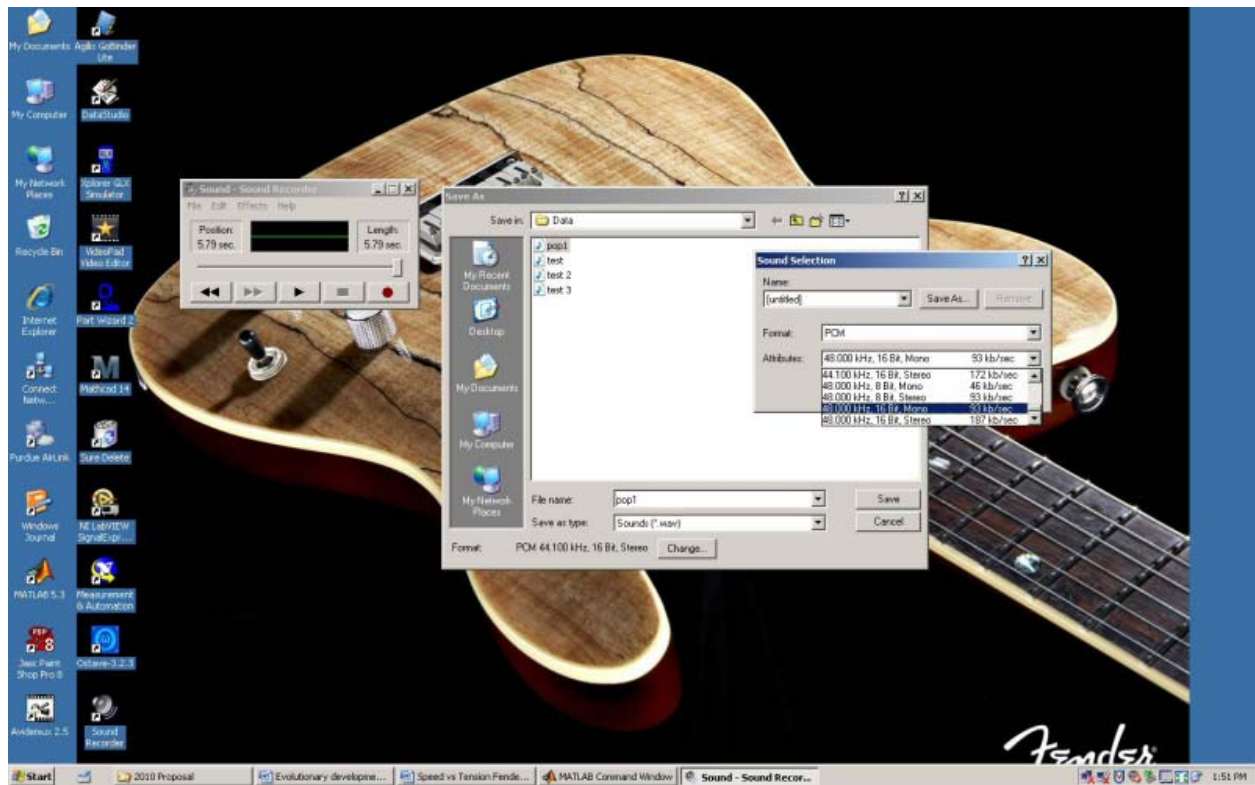 My Documents
Agilix GoBinder
Lite
My Computer
DataStudio
My Network
Places
Xplorer GLX
Simulator
Recycle Bin
VideoPad
Video Editor
Internet
Explorer
Part Wizard 2
Connect
Netw...
Mathcad 14
Purdue AirLink
Sure Delete
Windows
Journal
NI LabVIEW
SignalExpr...
MATLAB 5.3
Measurement
& Automation
Jasc Paint
Shop Pro 8
Octave-3.2.3
Avidemux 2.5
Sound
Recorder
Sound - Sound Recorder
File Edit Effects Help
Position:
5.79 sec.
Length:
5.79 sec.
Save As
Save in:
Data
My Recent
Documents
Desktop
My Documents
My Computer
My Network
Places
pop1
test
test 2
test 3
File name:
pop1
Save
Save as type:
Sounds (*.wav)
Cancel
Format:
PCM 44.100 kHz, 16 Bit, Stereo
Change...
Sound Selection
Name:
[untitled]
Save As...
Remove
Format:
PCM
Attributes:
48.000 kHz, 16 Bit, Mono 93 kb/sec
44.100 kHz, 16 Bit, Stereo 172 kb/sec
48.000 kHz, 8 Bit, Mono 46 kb/sec
48.000 kHz, 8 Bit, Stereo 93 kb/sec
48.000 kHz, 16 Bit, Mono 93 kb/sec
48.000 kHz, 16 Bit, Stereo 187 kb/sec
Fender
Start
2010 Proposal
Evolutionary developme...
Speed vs Tension Fende...
MATLAB Command Window
Sound - Sound Recor...
1:51 PM